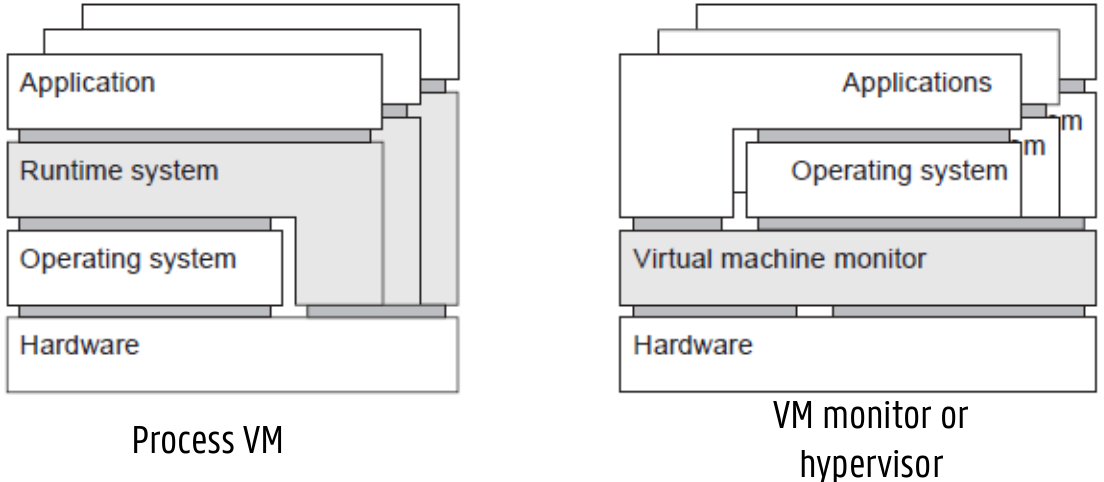 Application
Runtime system
Operating system
Hardware
Process VM
Applications
m
m
Operating system
Virtual machine monitor
Hardware
VM monitor or
hypervisor